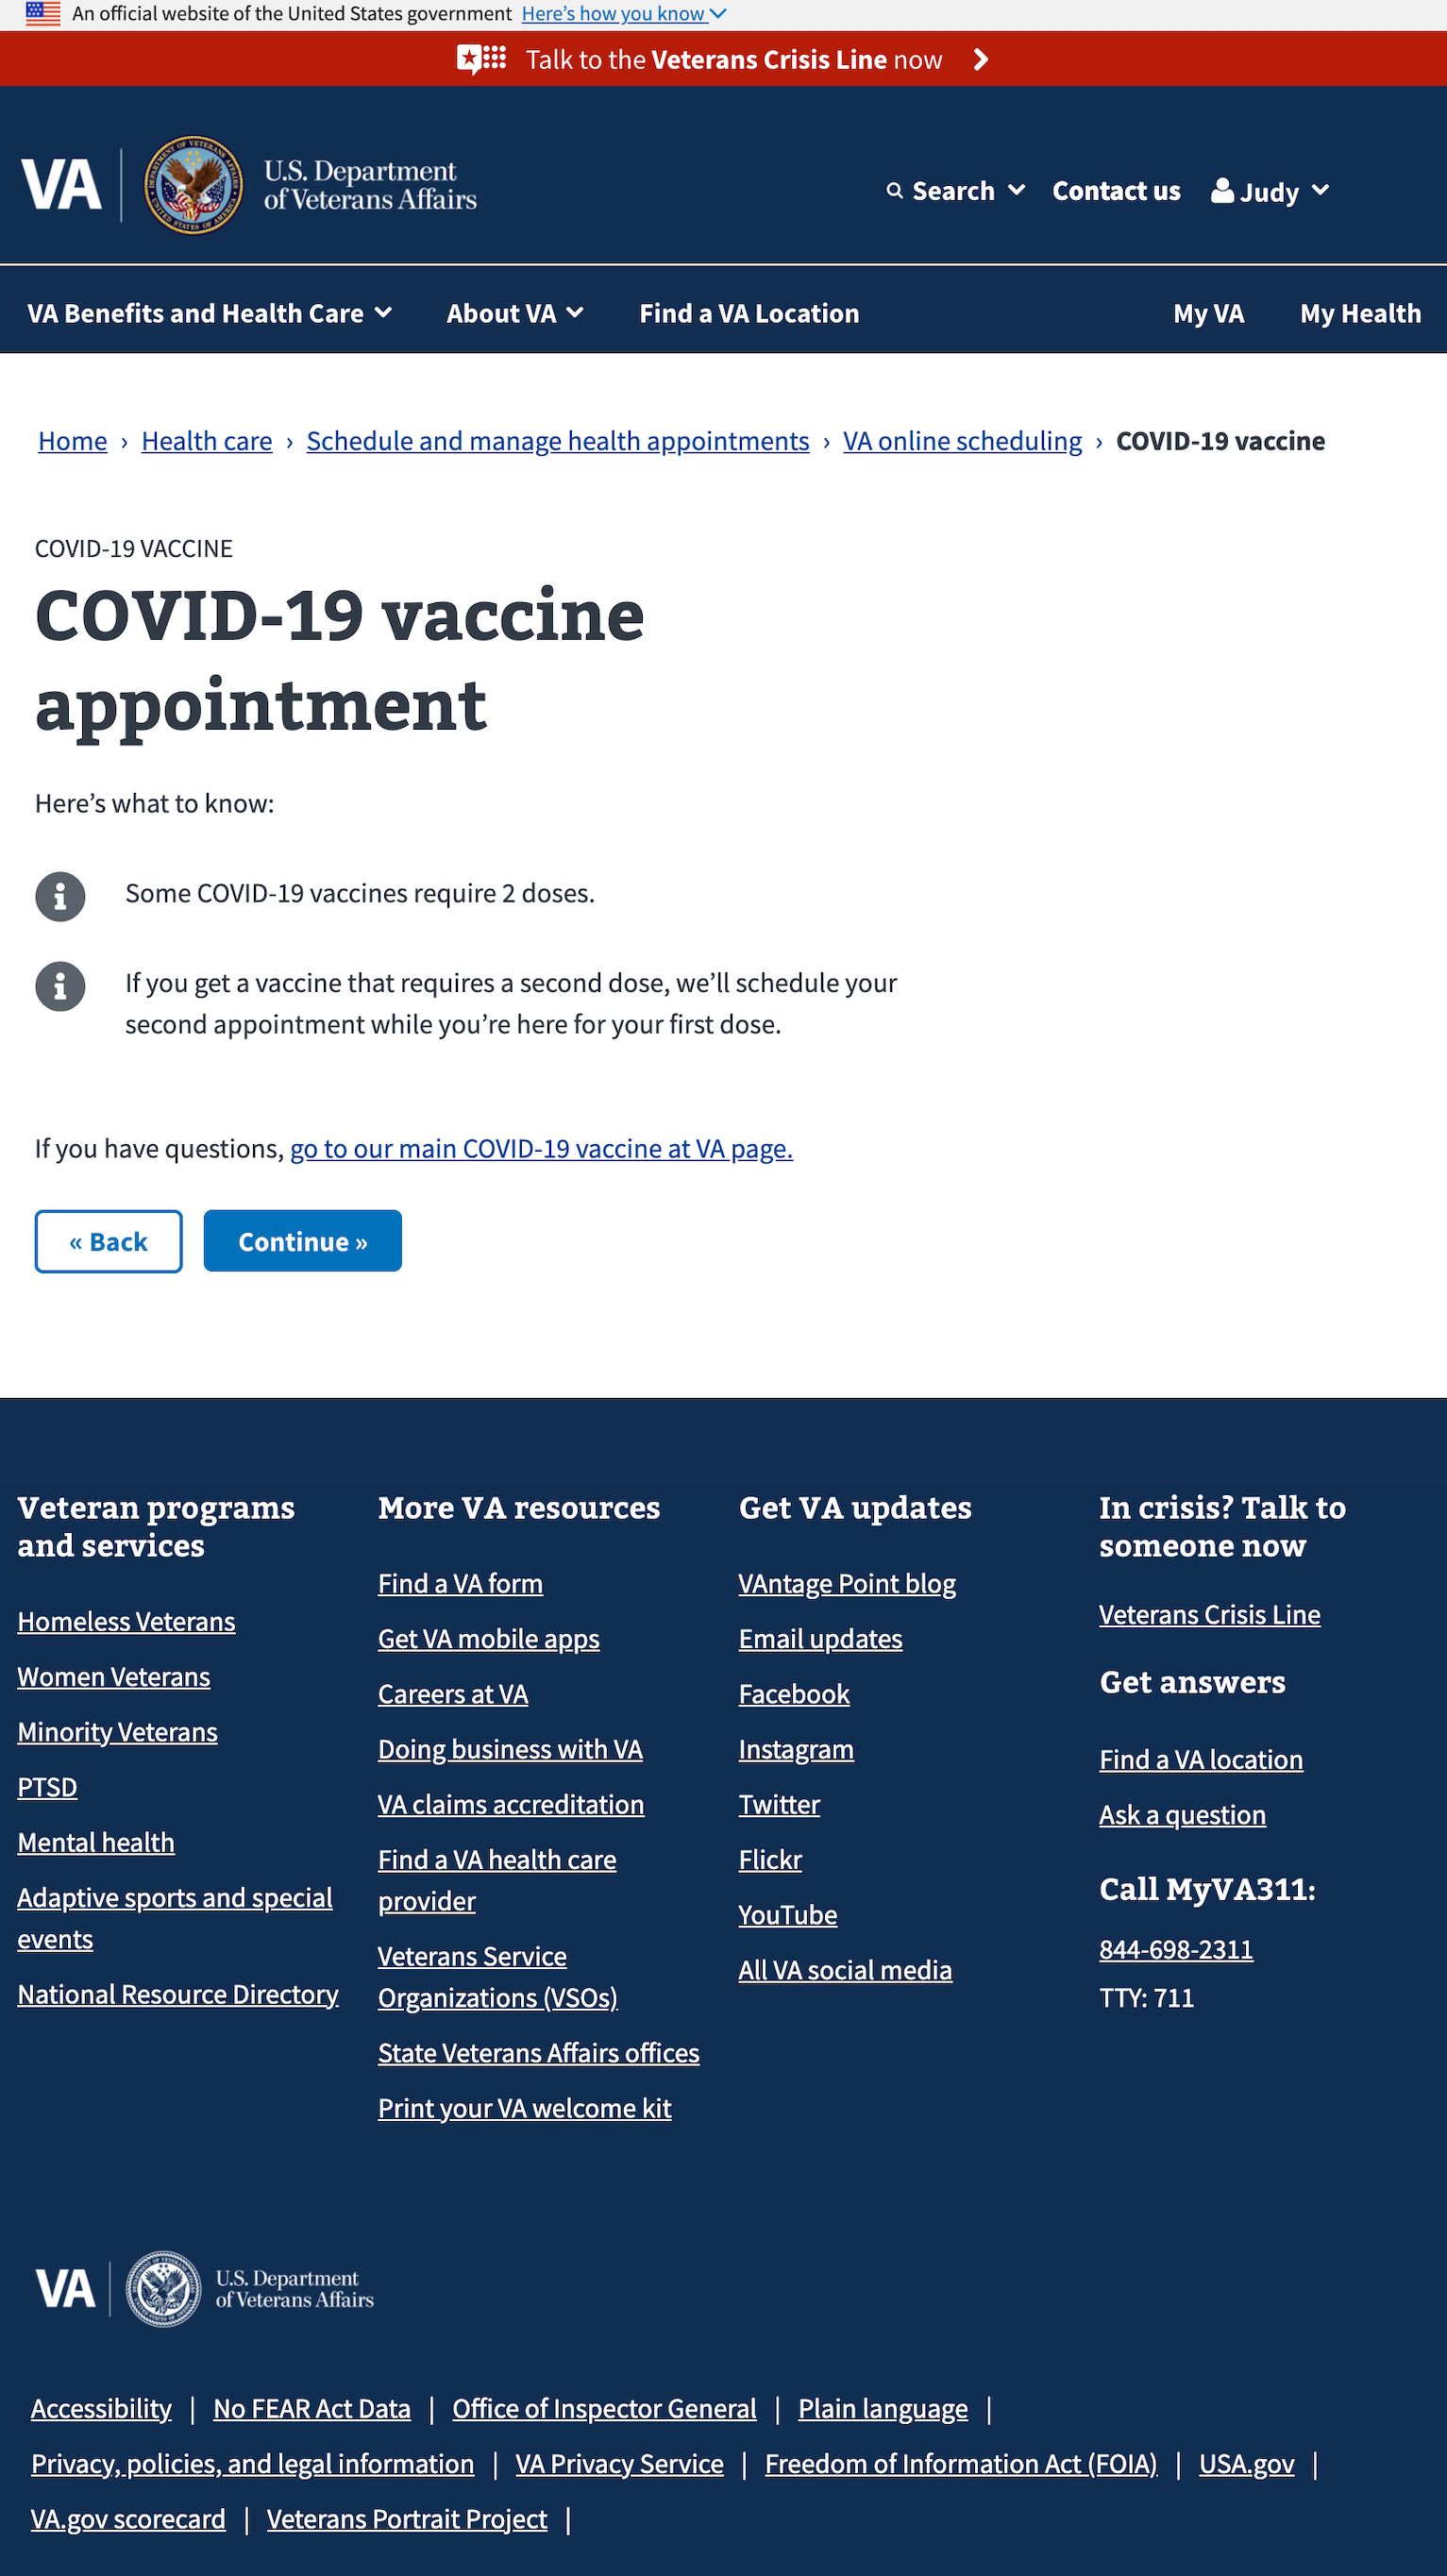 An official website of the United States government Here’s how you know
Talk to the Veterans Crisis Line now
VA
U.S. Department
of Veterans Affairs
Search Contact us Judy
VA Benefits and Health Care About VA Find a VA Location My VA My Health
Home › Health care › Schedule and manage health appointments › VA online scheduling › COVID-19 vaccine
COVID-19 VACCINE
COVID-19 vaccine
appointment
Here’s what to know:
Some COVID-19 vaccines require 2 doses.
If you get a vaccine that requires a second dose, we’ll schedule your
second appointment while you’re here for your first dose.
If you have questions, go to our main COVID-19 vaccine at VA page.
« Back Continue »
Veteran programs
and services
Homeless Veterans
Women Veterans
Minority Veterans
PTSD
Mental health
Adaptive sports and special
events
National Resource Directory
More VA resources
Find a VA form
Get VA mobile apps
Careers at VA
Doing business with VA
VA claims accreditation
Find a VA health care
provider
Veterans Service
Organizations (VSOs)
State Veterans Affairs offices
Print your VA welcome kit
Get VA updates
VAntage Point blog
Email updates
Facebook
Instagram
Twitter
Flickr
YouTube
All VA social media
In crisis? Talk to
someone now
Veterans Crisis Line
Get answers
Find a VA location
Ask a question
Call MyVA311:
844-698-2311
TTY: 711
VA
U.S. Department
of Veterans Affairs
Accessibility | No FEAR Act Data | Office of Inspector General | Plain language |
Privacy, policies, and legal information | VA Privacy Service | Freedom of Information Act (FOIA) | USA.gov |
VA.gov scorecard | Veterans Portrait Project |